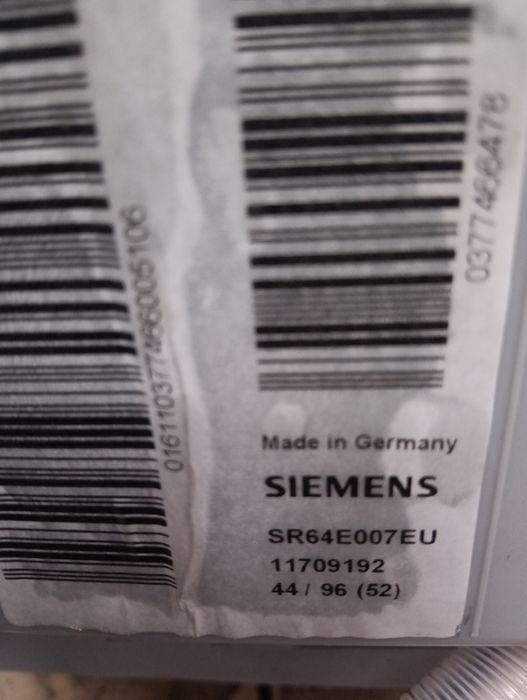 016110377466005106
0377466478
Made in Germany
SIEMENS
SR64E007EU
11709192
44 / 96 (52)